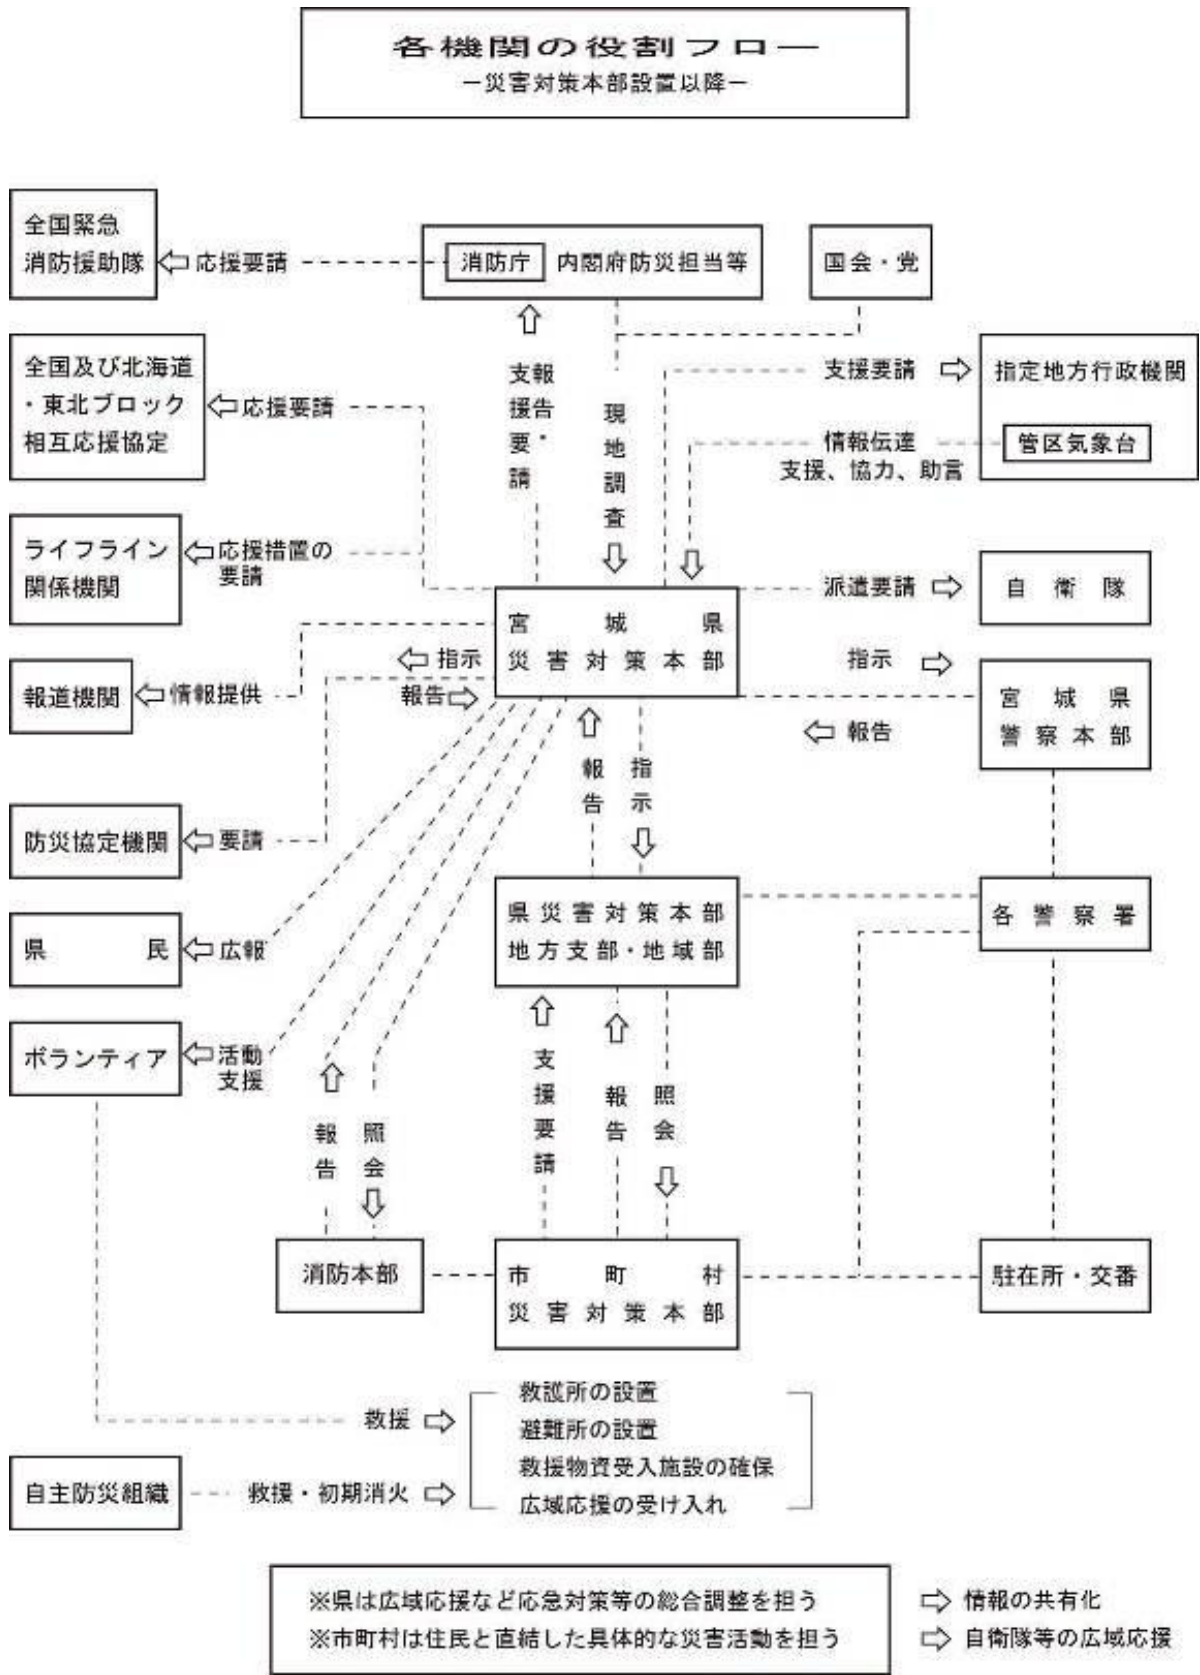 各機関の役割フロー
－災害対策本部設置以降－
全国緊急
消防援助隊
応援要請
消防庁
内閣府防災担当等
国会・党
全国及び北海道
・東北ブロック
相互応援協定
応援要請
報告・
支援要請
現地調査
支援要請
指定地方行政機関
情報伝達
支援、協力、助言
管区気象台
ライフライン
関係機関
応援措置の
要請
宮城県
災害対策本部
派遣要請
自衛隊
報道機関
情報提供
指示
報告
指示
報告
宮城県
警察本部
報告
指示
防災協定機関
要請
県災害対策本部
地方支部・地域部
各警察署
県民
広報
ボランティア
活動
支援
報告
照会
支援要請
報告
照会
消防本部
市町村
災害対策本部
駐在所・交番
救援
救護所の設置
避難所の設置
救援物資受入施設の確保
広域応援の受け入れ
自主防災組織
救援・初期消火
※県は広域応援など応急対策等の総合調整を担う
※市町村は住民と直結した具体的な災害活動を担う
情報の共有化
自衛隊等の広域応援